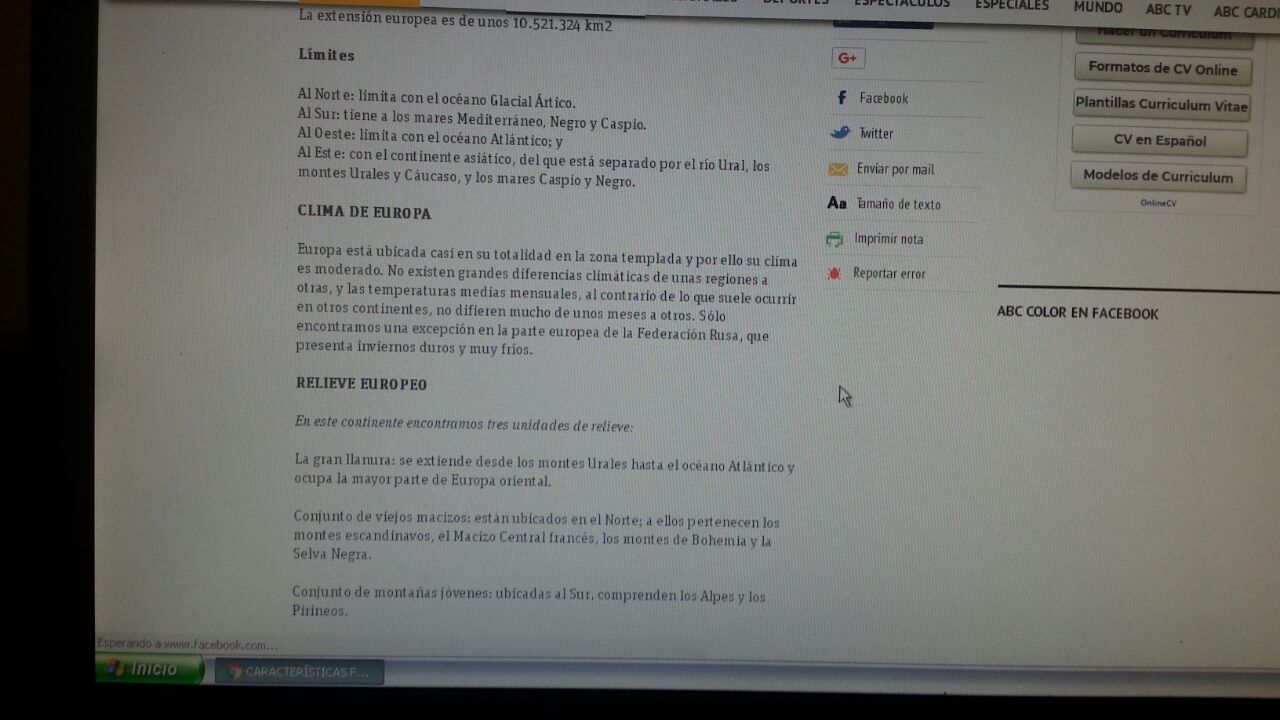 DEPORTES ESPECTÁCULOS ESPECIALES MUNDO ABC TV ABC CARDI
La extensión europea es de unos 10.521.324 km2
Límites
Al Norte: limita con el océano Glacial Ártico.
Al Sur: tiene a los mares Mediterráneo, Negro y Caspio.
Al Oeste: limita con el océano Atlántico; y
Al Este: con el continente asiático, del que está separado por el río Ural, los
montes Urales y Cáucaso, y los mares Caspio y Negro.
CLIMA DE EUROPA
Europa está ubicada casi en su totalidad en la zona templada y por ello su clima
es moderado. No existen grandes diferencias climáticas de unas regiones a
otras, y las temperaturas medias mensuales, al contrario de lo que suele ocurrir
en otros continentes, no difieren mucho de unos meses a otros. Sólo
encontramos una excepción en la parte europea de la Federación Rusa, que
presenta inviernos duros y muy fríos.
RELIEVE EUROPEO
En este continente encontramos tres unidades de relieve:
La gran llanura: se extiende desde los montes Urales hasta el océano Atlántico y
ocupa la mayor parte de Europa oriental.
Conjunto de viejos macizos: están ubicados en el Norte; a ellos pertenecen los
montes escandinavos, el Macizo Central francés, los montes de Bohemia y la
Selva Negra.
Conjunto de montañas jóvenes: ubicadas al Sur, comprenden los Alpes y los
Pirineos.
G+
Facebook
Twitter
Enviar por mail
Aa Tamaño de texto
Imprimir nota
Reportar error
Hacer un Curriculum
Formatos de CV Online
Plantillas Curriculum Vitae
CV en Español
Modelos de Curriculum
OnlineCV
ABC COLOR EN FACEBOOK
Esperando a www.facebook.com...
Inicio
CARACTERÍSTICAS F...